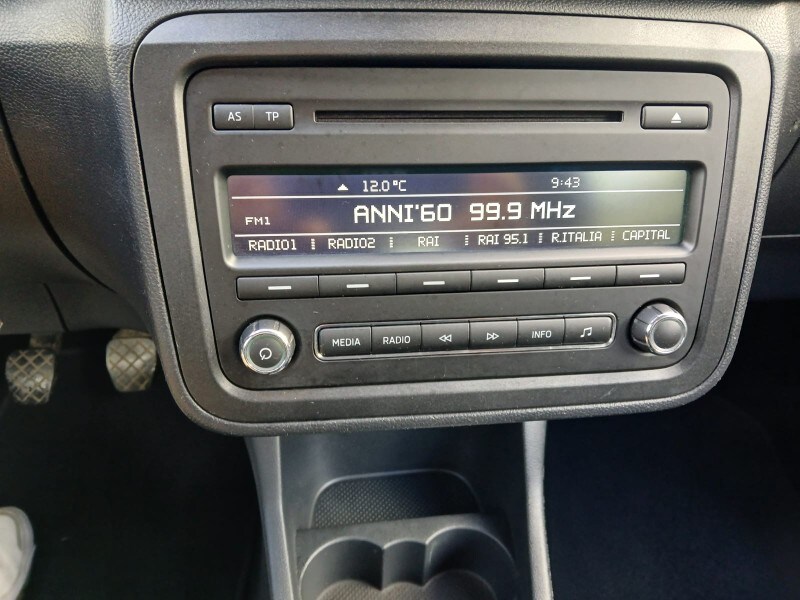 AS TP
12.0°C 9:43
FM1 ANNI'60 99.9 MHz
RADIO1 RADIO2 RAI RAI 95.1 R.ITALIA CAPITAL
MEDIA RADIO INFO